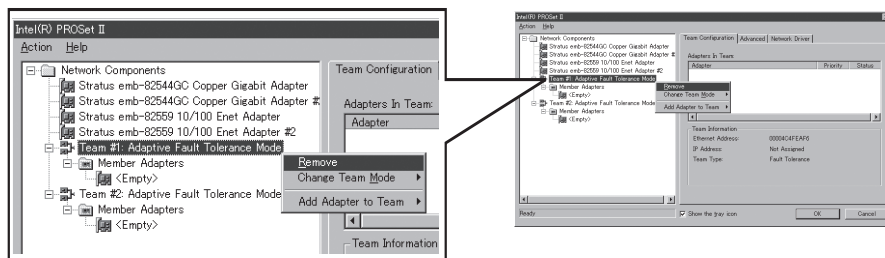 Intel(R) PROSet II
Action Help
Network Components
Stratus emb-82544GC Copper Gigabit Adapter
Stratus emb-82544GC Copper Gigabit Adapter #
Stratus emb-82559 10/100 Enet Adapter
Stratus emb-82559 10/100 Enet Adapter #2
Team #1: Adaptive Fault Tolerance Mode
Member Adapters
<Empty>
Team #2: Adaptive Fault Tolerance Mode
Member Adapters
<Empty>
Team Configuration
Adapters In Team:
Adapter
Remove
Change Team Mode
Add Adapter to Team
Team Information
Intel(R) PROSet II
Action Help
Network Components
Stratus emb-82544GC Copper Gigabit Adapter
Stratus emb-82544GC Copper Gigabit Adapter #
Stratus emb-82559 10/100 Enet Adapter
Stratus emb-82559 10/100 Enet Adapter #2
Team #1: Adaptive Fault Tolerance Mode
Member Adapters
<Empty>
Team #2: Adaptive Fault Tolerance Mode
Member Adapters
<Empty>
Team Configuration Advanced Network Driver
Adapters In Team:
Adapter Priority Status
Remove
Change Team Mode
Add Adapter to Team
Team Information
Ethernet Address: 00004C4FEAF6
IP Address: Not Assigned
Team Type: Fault Tolerance
Ready
Show the tray icon
OK Cancel